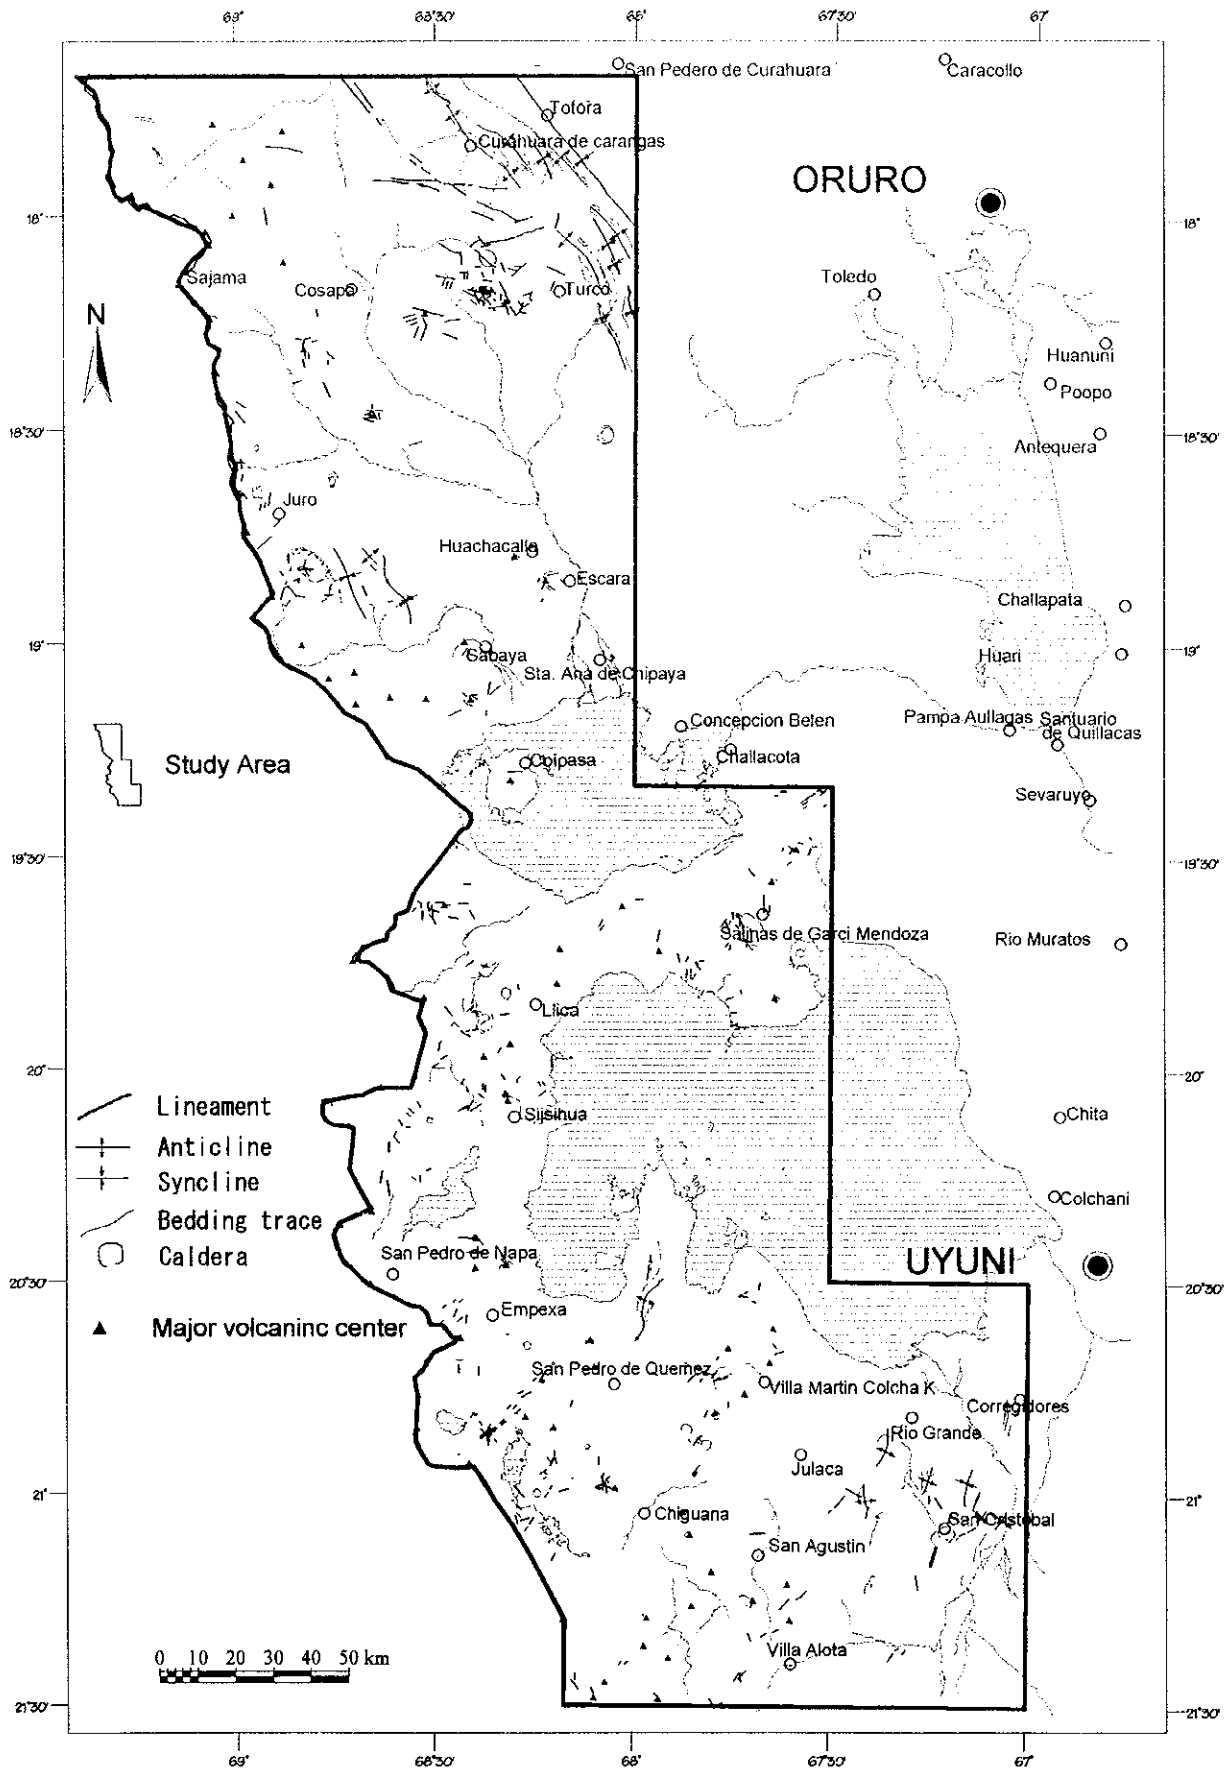 69° 68°30' 68° 67°30' 67°
San Pedero de Curahuara
Caracollo
Totora
Curahuara de carangas
ORURO
18°
18°
Sajama
Cosapa
Turco
Toledo
N
Huanuni
Poopo
18°30'
18°30'
Antequera
Juro
Huachacalla
Escara
Challapata
19°
19°
Sabaya
Huari
Sta. Ana de Chipaya
Concepcion Belen
Pampa Aullagas
Santuario
de Quillacas
Challacota
Study Area
Coipasa
Sevaruyo
19°30'
19°30'
Salinas de Garci Mendoza
Rio Muratos
Llica
20°
20°
Lineament
Sijsihua
Chita
Anticline
Syncline
Colchani
Bedding trace
Caldera
San Pedro de Napa
UYUNI
20°30'
20°30'
Empexa
Major volcaninc center
San Pedro de Quemez
Villa Martin Colcha K
Corregidores
Rio Grande
Julaca
21°
21°
Chiguana
San Cristobal
San Agustin
Villa Alota
0 10 20 30 40 50 km
21°30'
21°30'
69° 68°30' 68° 67°30' 67°